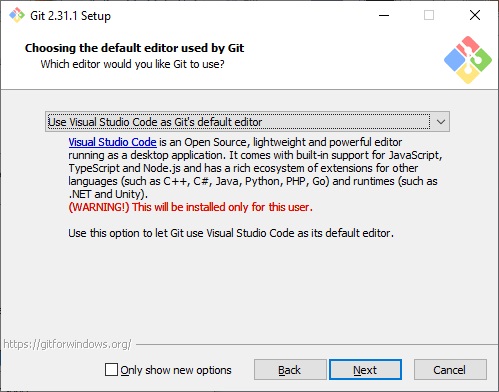 Git 2.31.1 Setup
Choosing the default editor used by Git
Which editor would you like Git to use?
Use Visual Studio Code as Git's default editor
Visual Studio Code is an Open Source, lightweight and powerful editor
running as a desktop application. It comes with built-in support for JavaScript,
TypeScript and Node.js and has a rich ecosystem of extensions for other
languages (such as C++, C#, Java, Python, PHP, Go) and runtimes (such as
.NET and Unity).
(WARNING!) This will be installed only for this user.
Use this option to let Git use Visual Studio Code as its default editor.
https://gitforwindows.org/
Only show new options Back Next Cancel